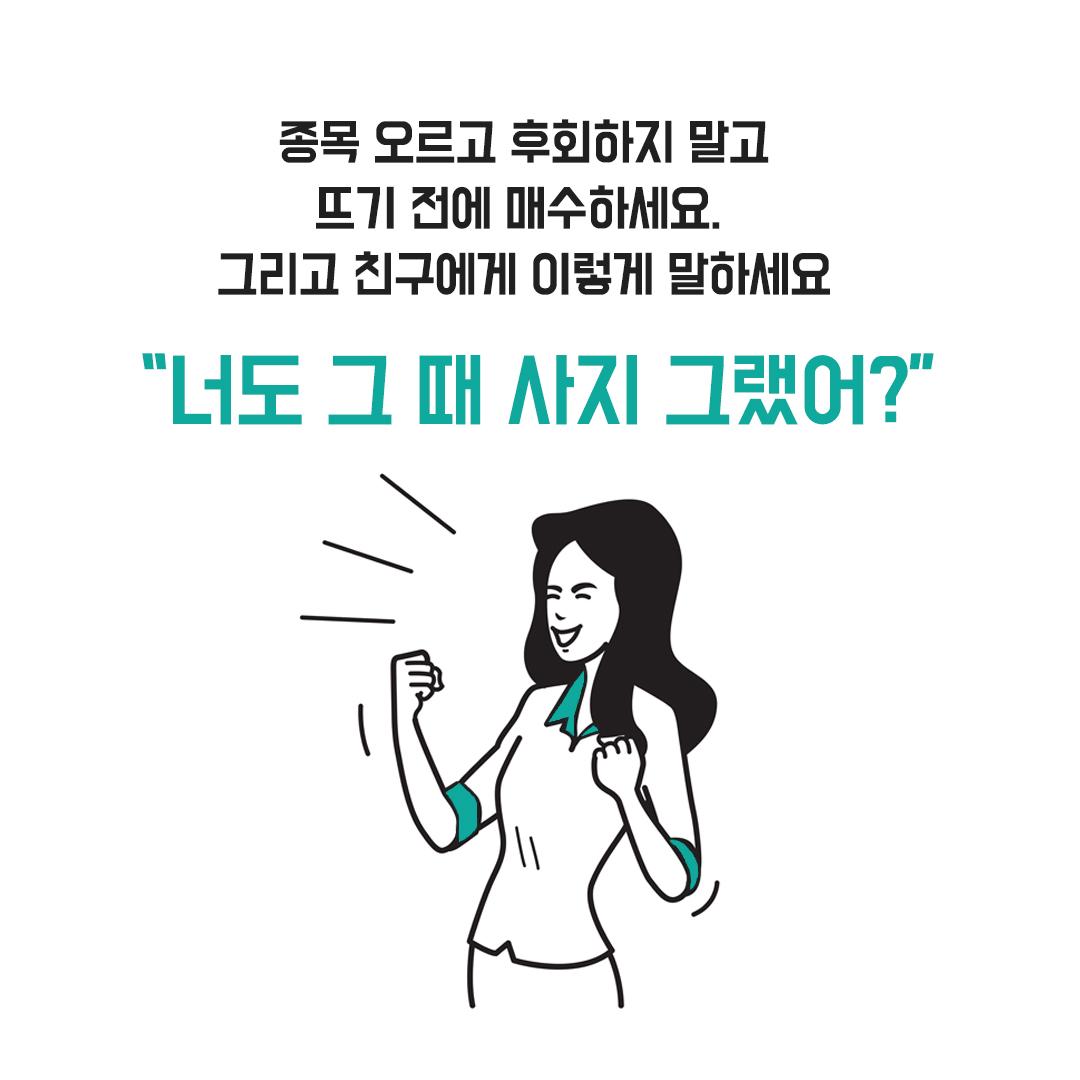 종목 오르고 후회하지 말고
뜨기 전에 매수하세요.
그리고 친구에게 이렇게 말하세요
"너도 그 때 사지 그랬어?"